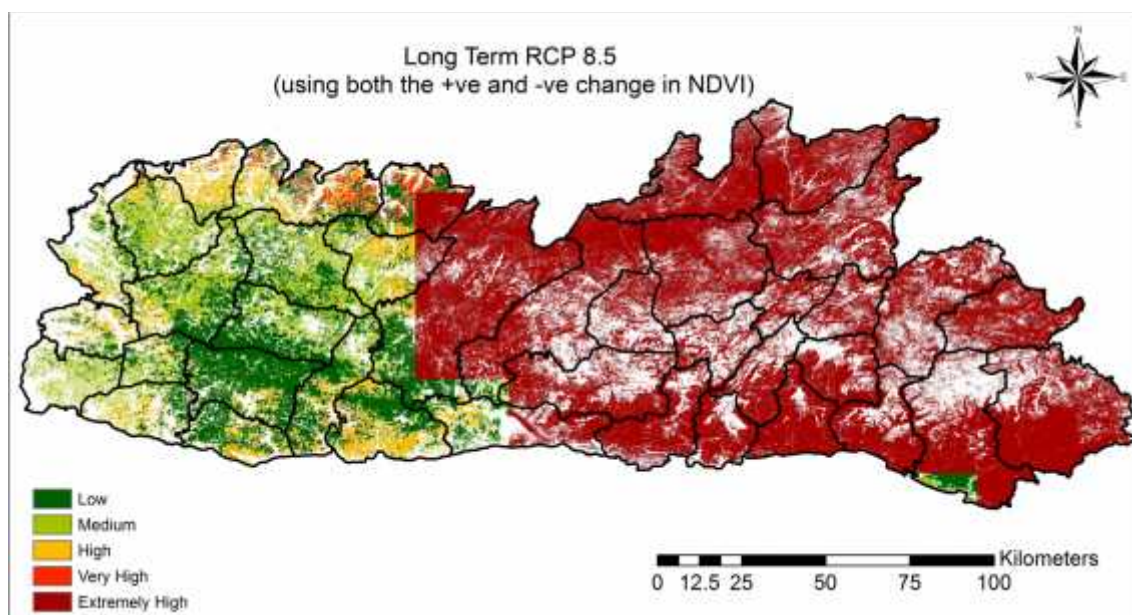 Long Term RCP 8.5
(using both the +ve and -ve change in NDVI)
N
W
E
S
Low
Medium
High
Very High
Extremely High
Kilometers
0 12.5 25 50 75 100